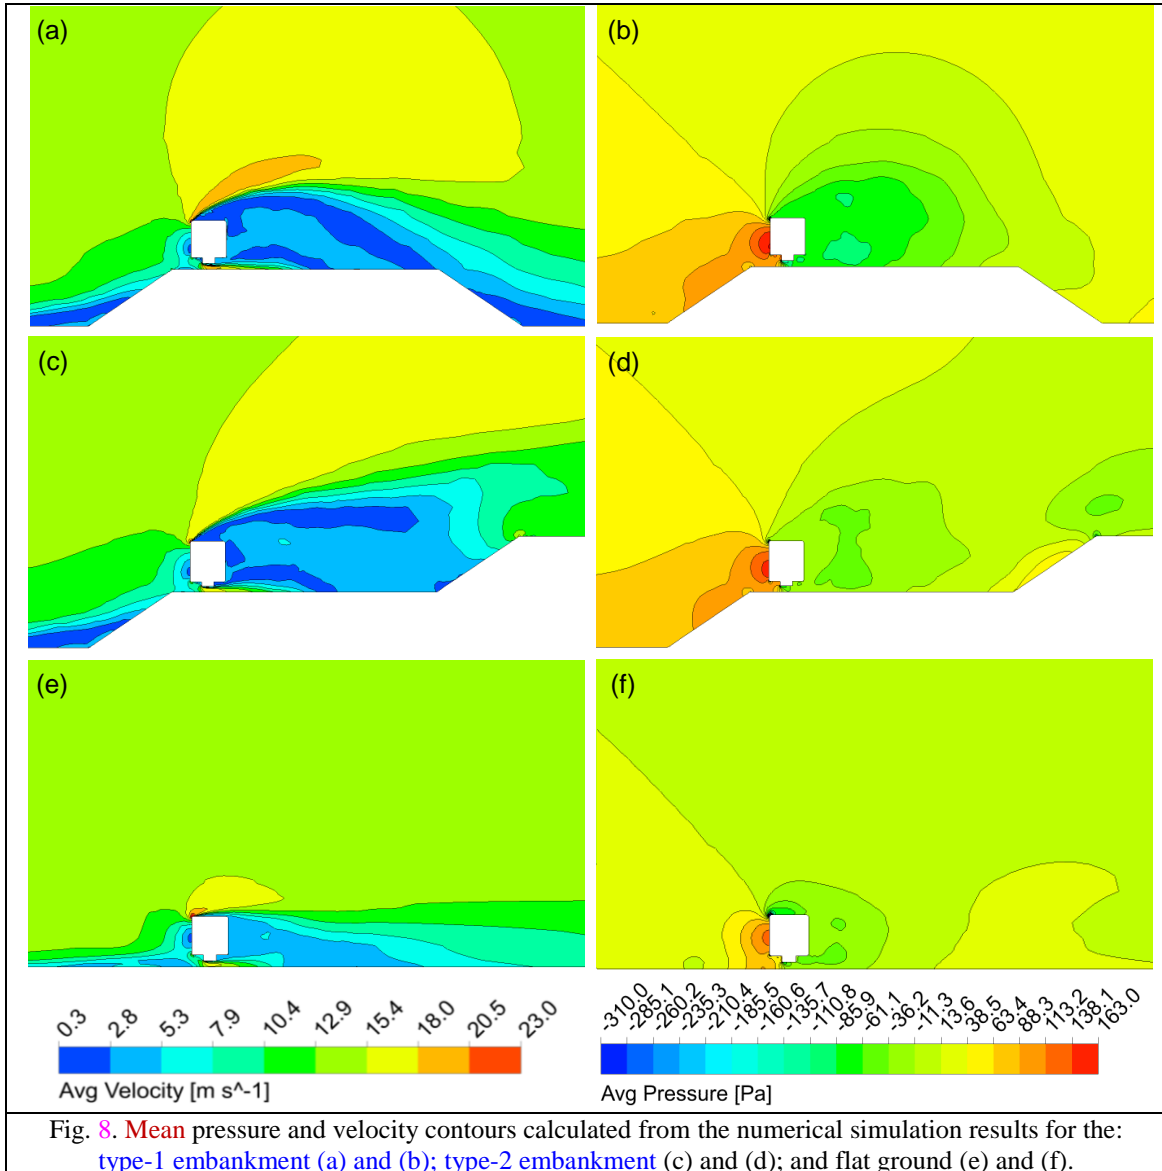 (a)
(b)
(c)
(d)
(e)
(f)
0.3 2.8 5.3 7.9 10.4 12.9 15.4 18.0 20.5 23.0
Avg Velocity [m s^-1]
-310.0 -285.1 -260.2 -235.3 -210.4 -185.5 -160.6 -135.7 -110.8 -85.9 -61.1 -36.2 -11.3 13.6 38.5 63.4 88.3 113.2 138.1 163.0
Avg Pressure [Pa]
Fig. 8. Mean pressure and velocity contours calculated from the numerical simulation results for the:
type-1 embankment (a) and (b); type-2 embankment (c) and (d); and flat ground (e) and (f).